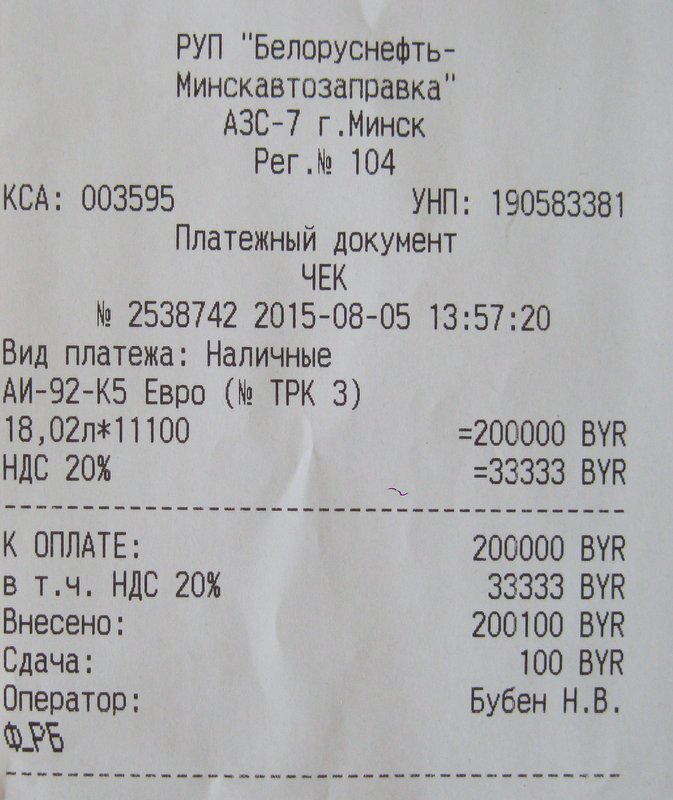 РУП "Белоруснефть-
Минскавтозаправка"
АЗС-7 г.Минск
Рег.№ 104
КСА: 003595 УНП: 190583381
Платежный документ
ЧЕК
№ 2538742 2015-08-05 13:57:20
Вид платежа: Наличные
АИ-92-К5 Евро (№ ТРК 3)
18,02л*11100 =200000 BYR
НДС 20% =33333 BYR
К ОПЛАТЕ: 200000 BYR
в т.ч. НДС 20% 33333 BYR
Внесено: 200100 BYR
Сдача: 100 BYR
Оператор: Бубен Н.В.
Ф_РБ